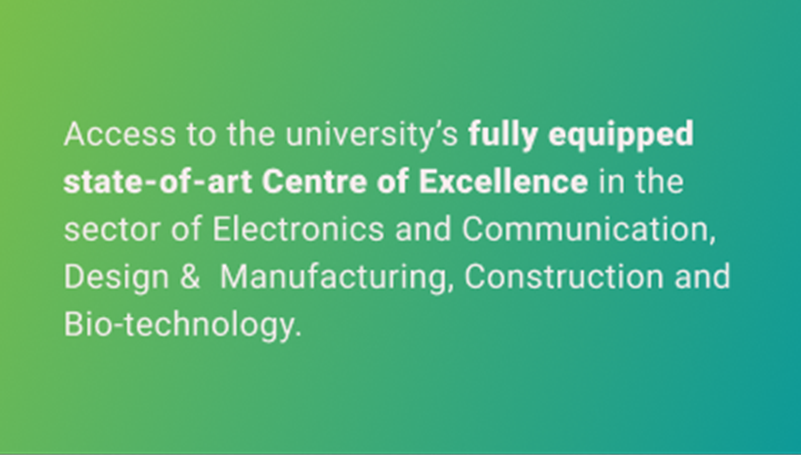 Access to the university’s fully equipped
state-of-art Centre of Excellence in the
sector of Electronics and Communication,
Design &  Manufacturing, Construction and
Bio-technology.